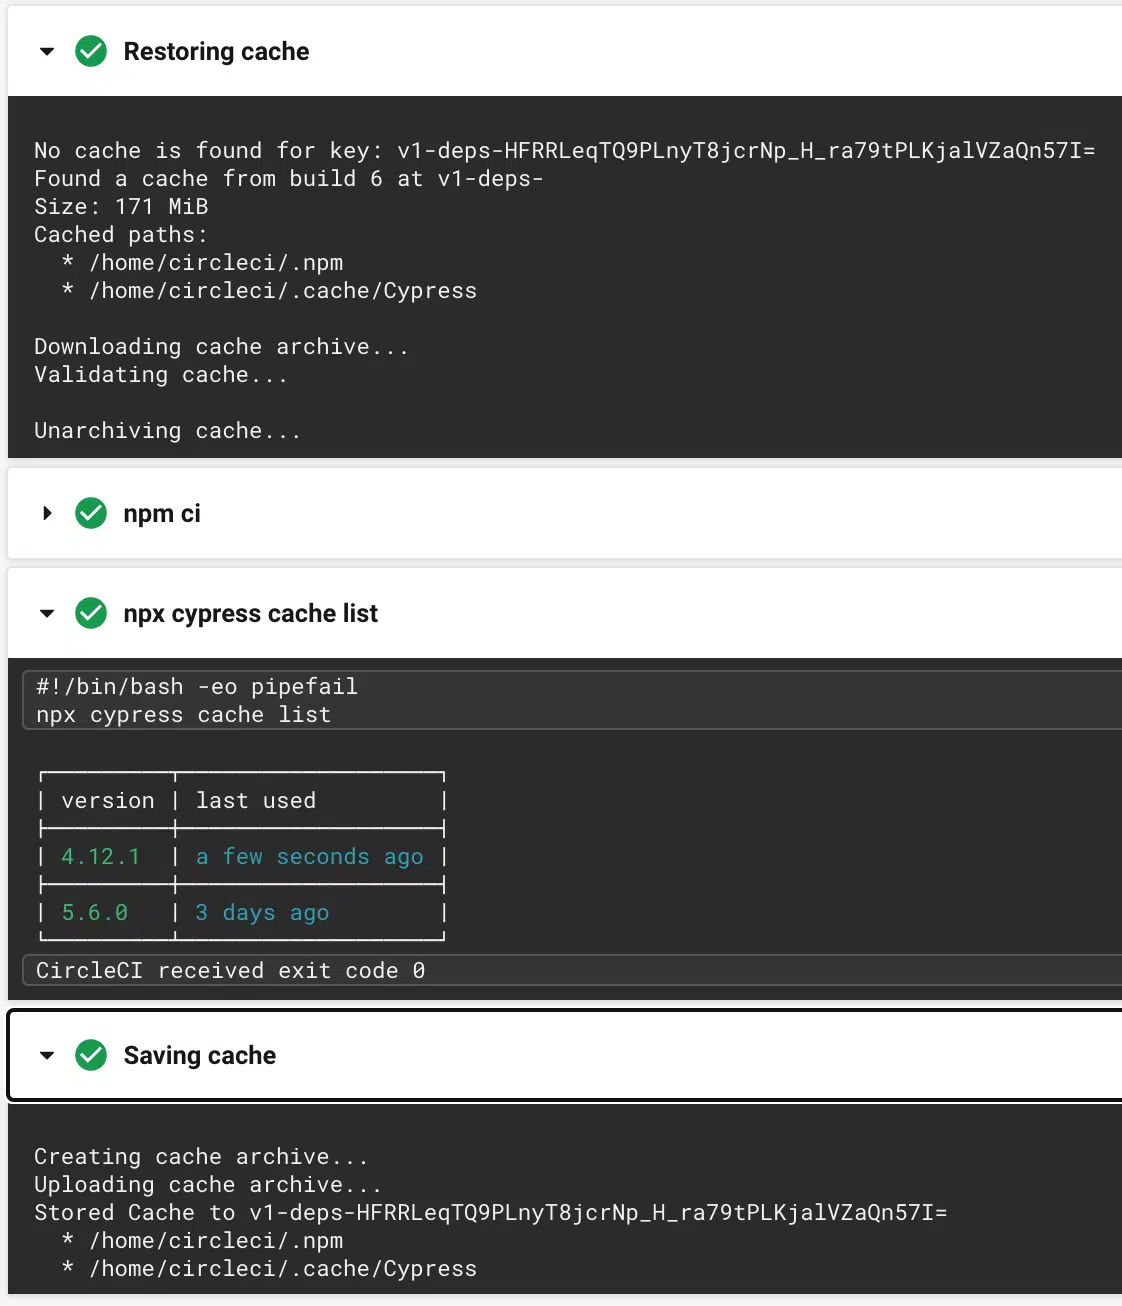 Restoring cache
No cache is found for key: v1-deps-HFRRLeqTQ9PLnyT8jcrNp_H_ra79tPLKjalVZaQn57I=
Found a cache from build 6 at v1-deps-
Size: 171 MiB
Cached paths:
* /home/circleci/.npm
* /home/circleci/.cache/Cypress
Downloading cache archive...
Validating cache...
Unarchiving cache...
npm ci
npx cypress cache list
#!/bin/bash -eo pipefail
npx cypress cache list
version | last used
4.12.1 | a few seconds ago
5.6.0 | 3 days ago
CircleCI received exit code 0
Saving cache
Creating cache archive...
Uploading cache archive...
Stored Cache to v1-deps-HFRRLeqTQ9PLnyT8jcrNp_H_ra79tPLKjalVZaQn57I=
* /home/circleci/.npm
* /home/circleci/.cache/Cypress